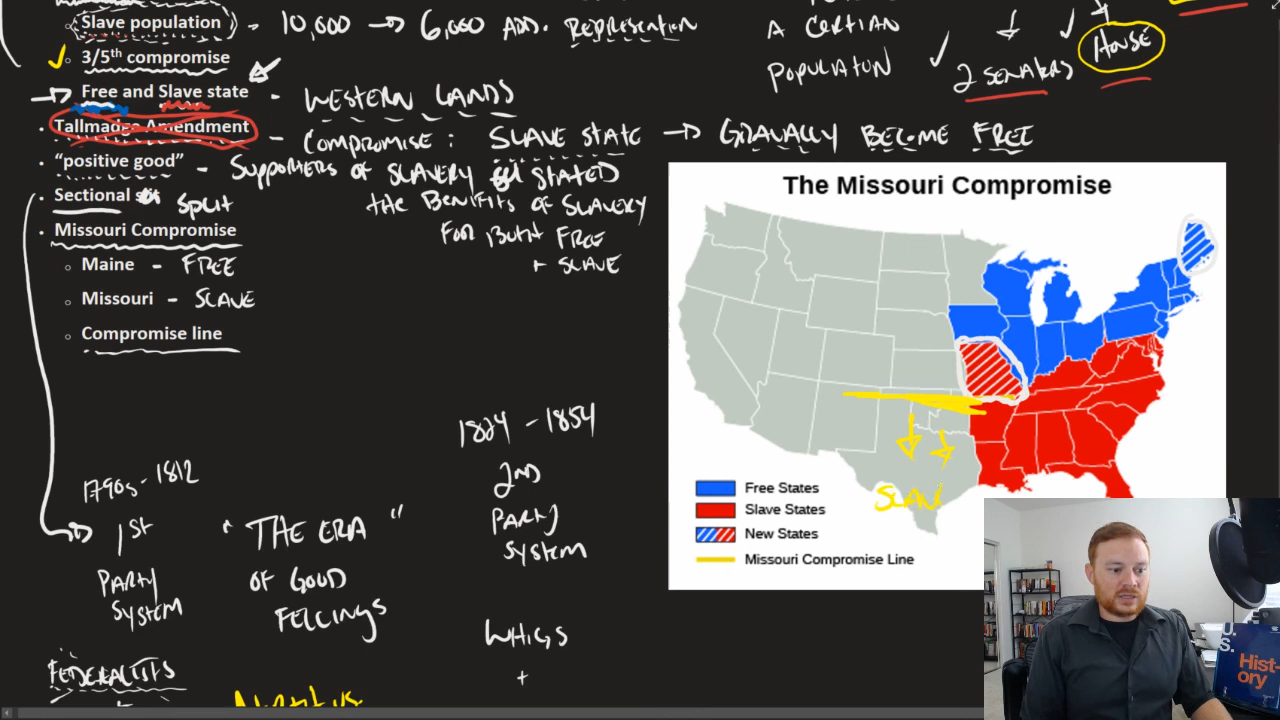 Slave population - 10,000 → 6,000 ADD. REPRESENTATION
3/5th compromise
A CERTIAN
POPULATION
2 SENATERS
HOUSE
Free and Slave state - WESTERN LANDS
Tallmadge Amendment - COMPROMISE: SLAVE STATE → GRAVALLY BECOME FREE
"positive good" - SUPPORTERS OF SLAVERY STATED
THE BENEFITS OF SLAVERY
FOR BOTH FREE
+ SLAVE
Sectional SPLIT
Missouri Compromise
Maine - FREE
Missouri - SLAVE
Compromise line
The Missouri Compromise
SLAV
Free States
Slave States
New States
Missouri Compromise Line
1790s - 1812
1ST
PARTY
SYSTEM
FEDERALISTS
"THE ERA"
OF GOOD
FEELINGS
1824 - 1854
2ND
PARTY
SYSTEM
WHIGS
+
U.
S.
Hist-
ory